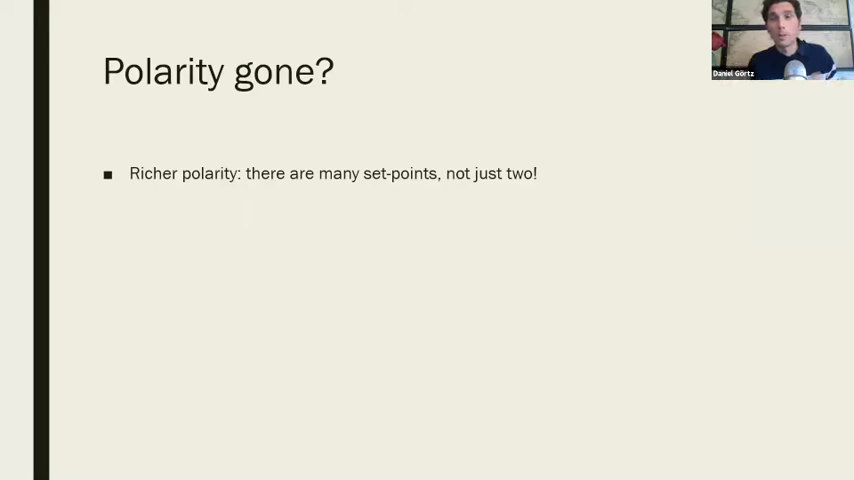 Polarity gone?
Daniel Görtz
■ Richer polarity: there are many set-points, not just two!